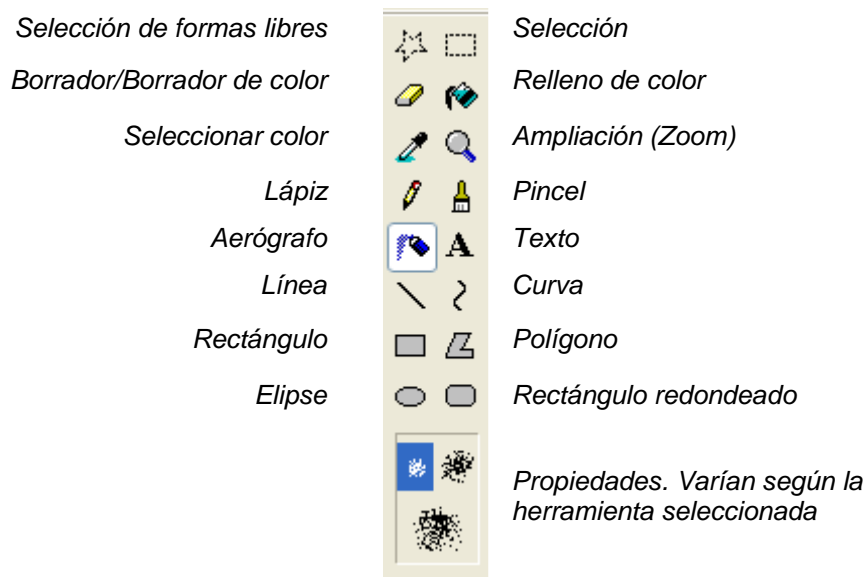 Selección de formas libres
Selección
Borrador/Borrador de color
Relleno de color
Seleccionar color
Ampliación (Zoom)
Lápiz
Pincel
Aerógrafo
A
Texto
Línea
Curva
Rectángulo
Polígono
Elipse
Rectángulo redondeado
Propiedades. Varían según la
herramienta seleccionada